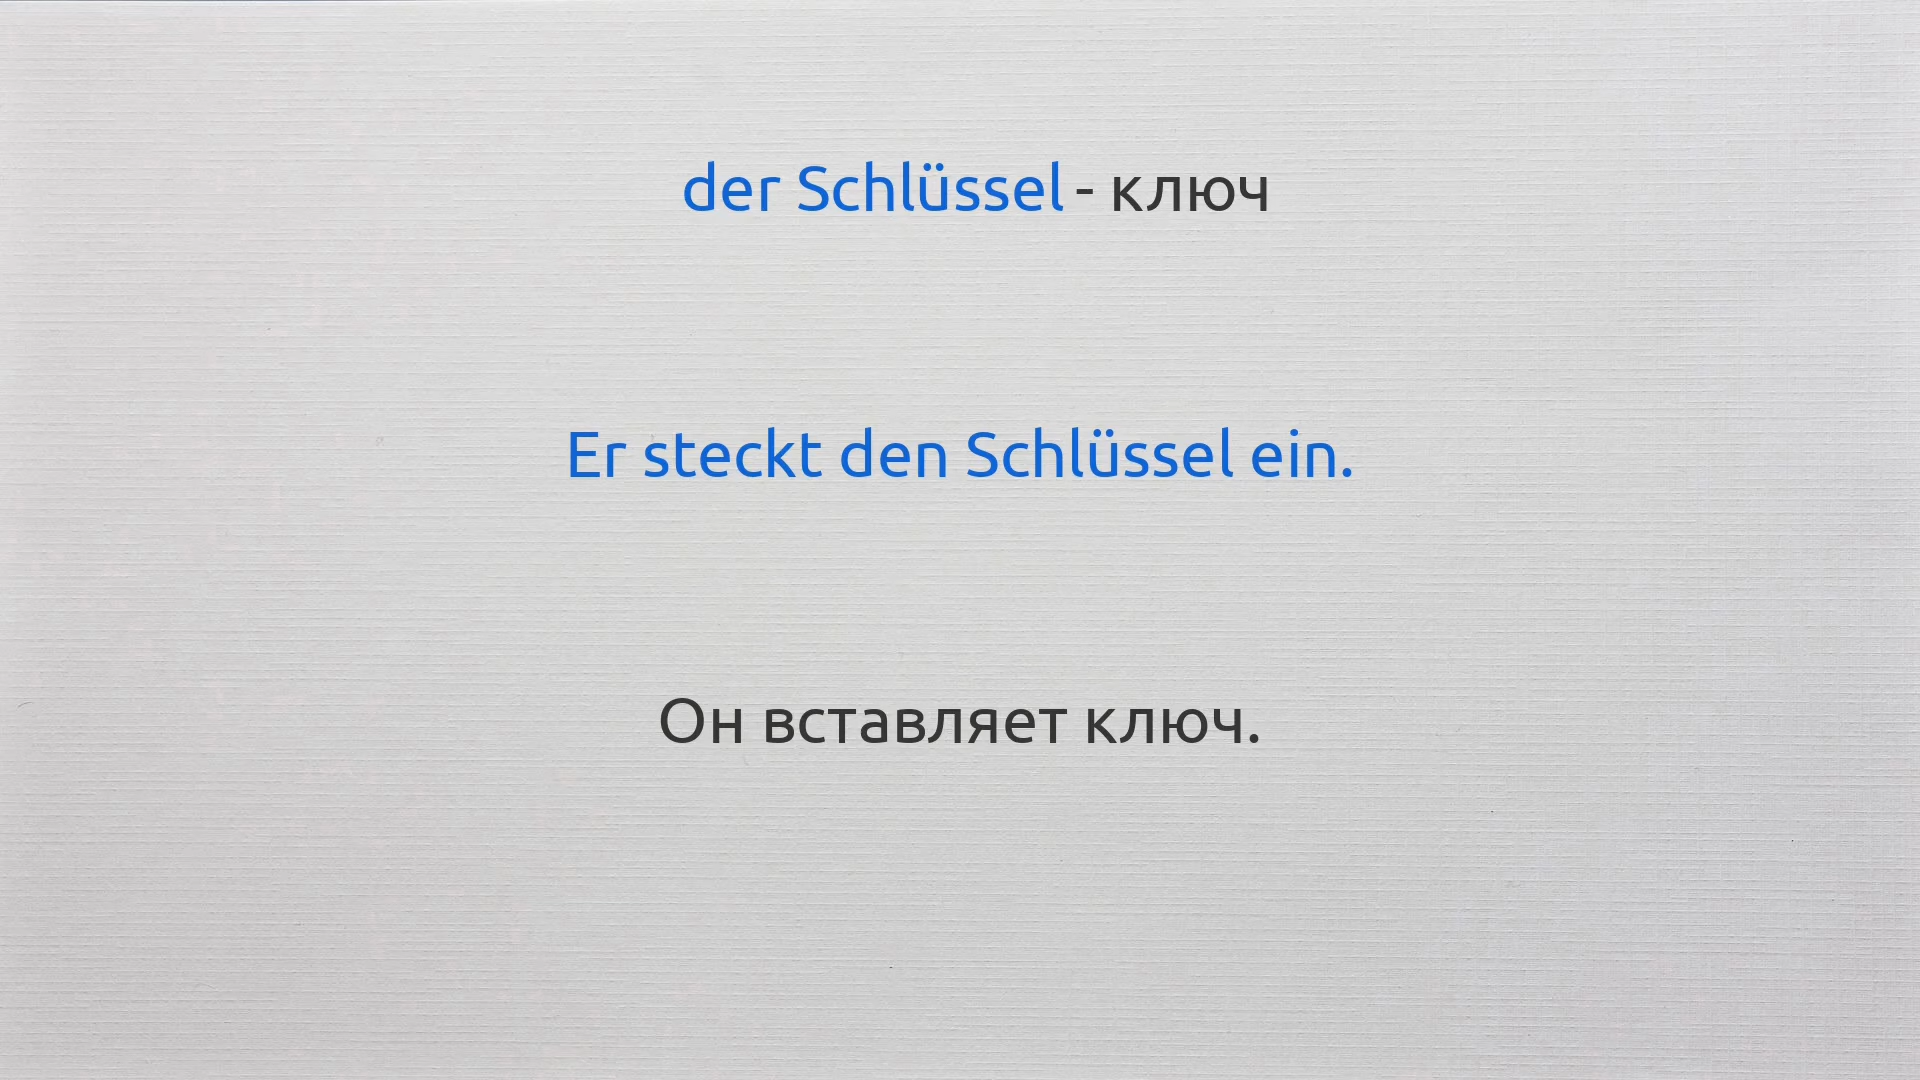 der Schlüssel - ключ
Er steckt den Schlüssel ein.
Он вставляет ключ.